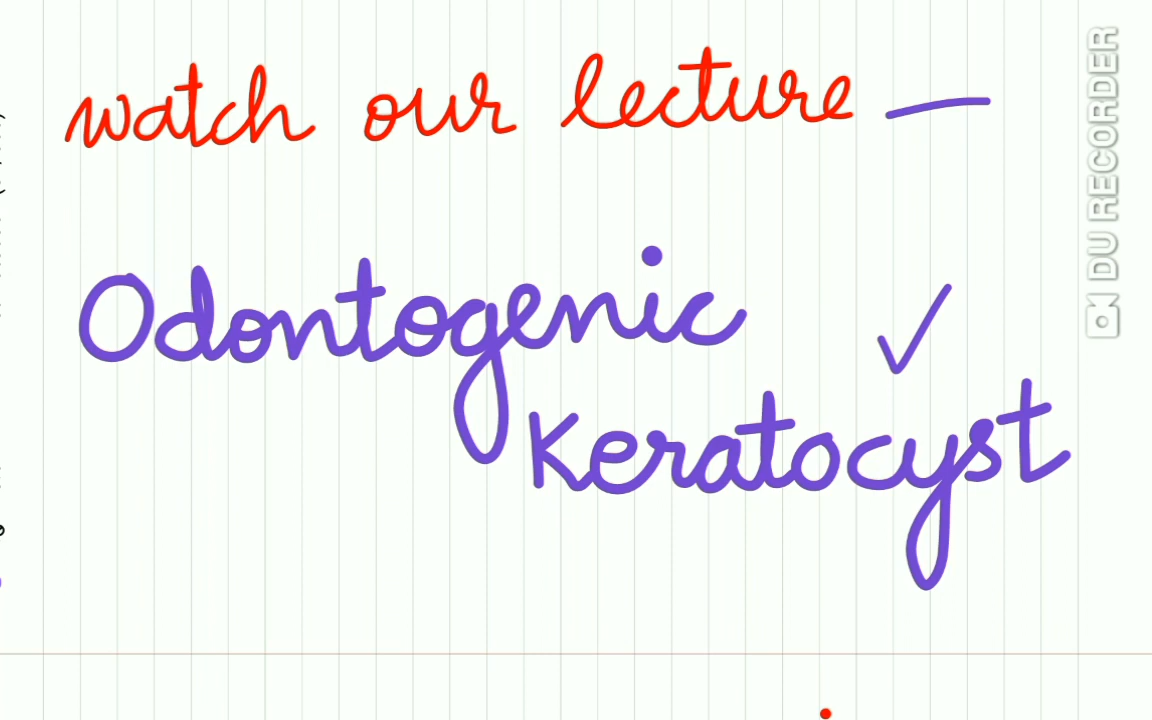 watch our lecture —
Odontogenic ✓
Keratocyst
DU RECORDER